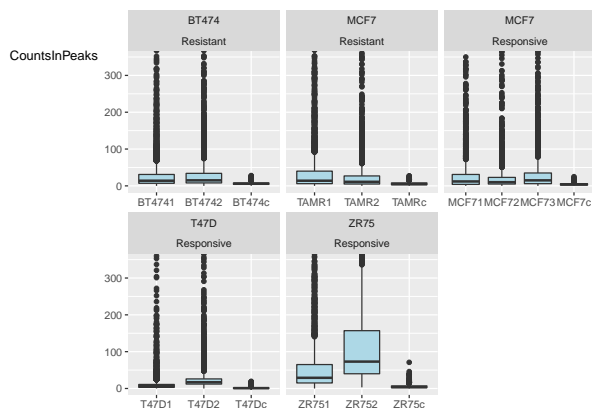 BT474 MCF7 MCF7
Resistant Resistant Responsive
CountsInPeaks
300
200
100
0
BT4741 BT4742 BT474c TAMR1 TAMR2 TAMRc MCF71 MCF72 MCF73 MCF7c
T47D ZR75
Responsive Responsive
300
200
100
0
T47D1 T47D2 T47Dc ZR751 ZR752 ZR75c